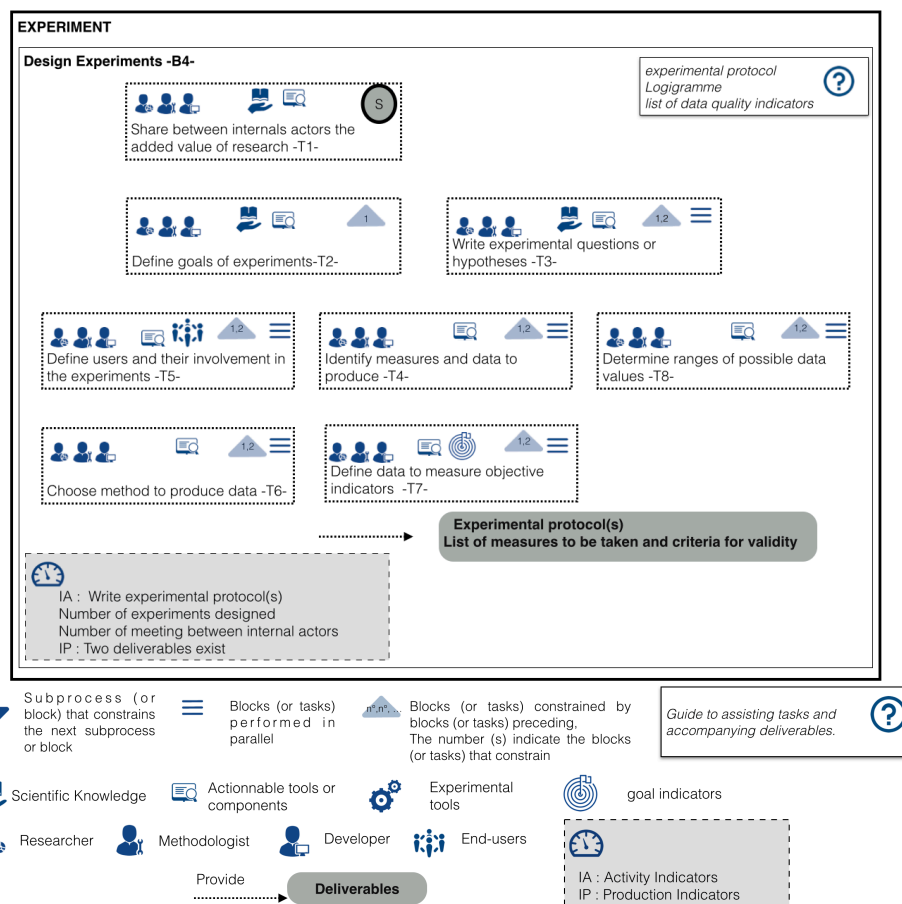 EXPERIMENT
Design Experiments -B4-
experimental protocol
Logigramme
list of data quality indicators
?
S
Share between internals actors the
added value of research -T1-
1
Define goals of experiments-T2-
1,2
Write experimental questions or
hypotheses -T3-
1,2
Define users and their involvement in
the experiments -T5-
1,2
Identify measures and data to
produce -T4-
1,2
Determine ranges of possible data
values -T8-
1,2
Choose method to produce data -T6-
1,2
Define data to measure objective
indicators -T7-
Experimental protocol(s)
List of measures to be taken and criteria for validity
IA : Write experimental protocol(s)
Number of experiments designed
Number of meeting between internal actors
IP : Two deliverables exist
Subprocess (or
block) that constrains
the next subprocess
or block
Blocks (or tasks)
performed in
parallel
n°,n°, ...
Blocks (or tasks) constrained by
blocks (or tasks) preceding,
The number (s) indicate the blocks
(or tasks) that constrain
Guide to assisting tasks and
accompanying deliverables.
?
Scientific Knowledge
Actionnable tools or
components
Experimental
tools
goal indicators
Researcher
Methodologist
Developer
End-users
IA : Activity Indicators
IP : Production Indicators
Provide
Deliverables